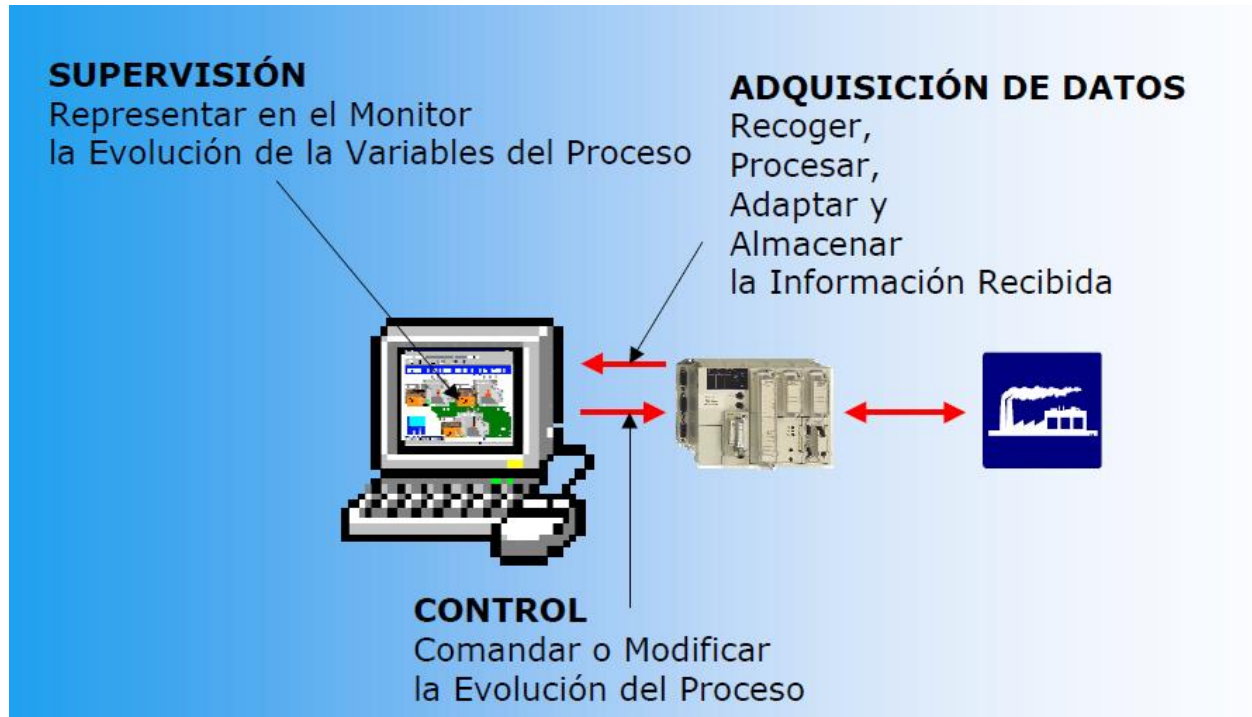 SUPERVISIÓN
Representar en el Monitor
la Evolución de la Variables del Proceso
ADQUISICIÓN DE DATOS
Recoger,
Procesar,
Adaptar y
Almacenar
la Información Recibida
CONTROL
Comandar o Modificar
la Evolución del Proceso